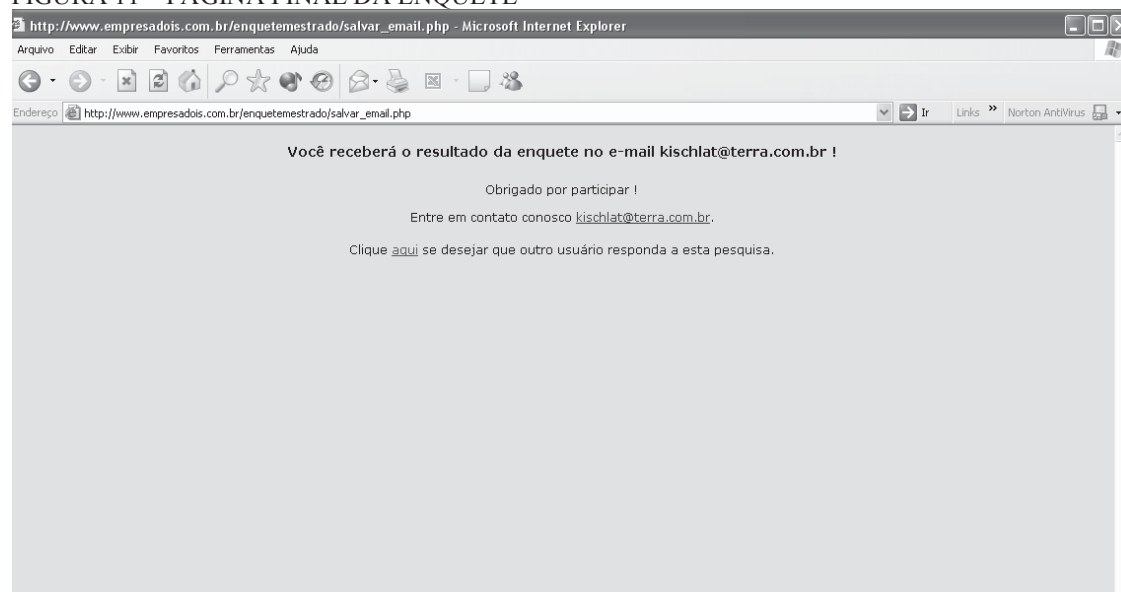 FIGURA 11 – PÁGINA FINAL DA ENQUETE
http://www.empresadois.com.br/enquetemestrado/salvar_email.php - Microsoft Internet Explorer
Arquivo Editar Exibir Favoritos Ferramentas Ajuda
Endereço http://www.empresadois.com.br/enquetemestrado/salvar_email.php Ir Links » Norton AntiVirus
Você receberá o resultado da enquete no e-mail kischlat@terra.com.br !
Obrigado por participar !
Entre em contato conosco kischlat@terra.com.br.
Clique aqui se desejar que outro usuário responda a esta pesquisa.